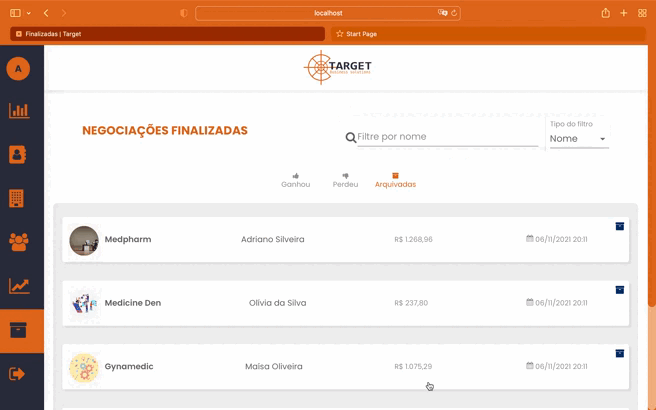 localhost
Finalizadas | Target
Start Page
A
TARGET
business solutions
NEGOCIAÇÕES FINALIZADAS
Filtre por nome
Tipo do filtro
Nome
Ganhou
Perdeu
Arquivadas
Medpharm
Adriano Silveira
R$ 1.268,96
06/11/2021 20:11
Medicine Den
Olívia da Silva
R$ 237,80
06/11/2021 20:11
Gynamedic
Maísa Oliveira
R$ 1.075,29
06/11/2021 20:11